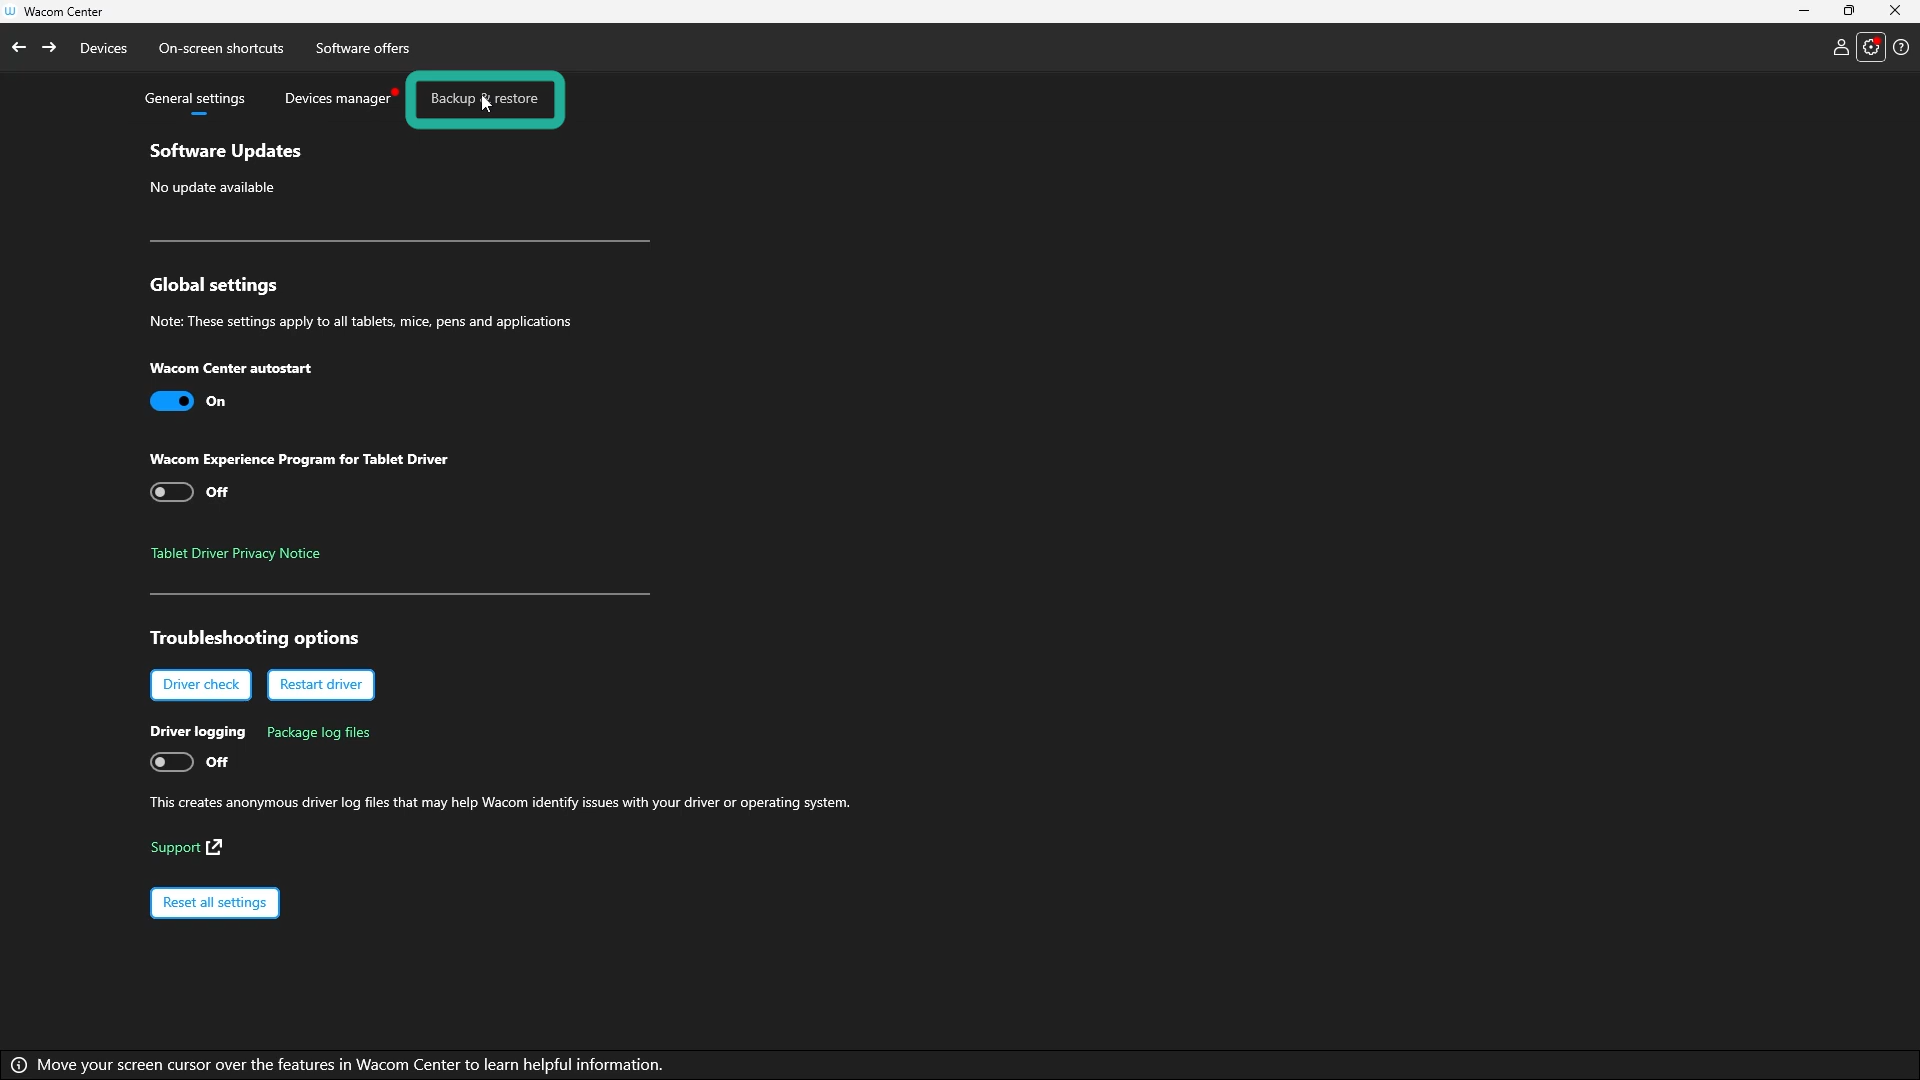 Wacom Center
Devices On-screen shortcuts Software offers
General settings Devices manager Backup & restore
Software Updates
No update available
Global settings
Note: These settings apply to all tablets, mice, pens and applications
Wacom Center autostart
On
Wacom Experience Program for Tablet Driver
Off
Tablet Driver Privacy Notice
Troubleshooting options
Driver check Restart driver
Driver logging Package log files
Off
This creates anonymous driver log files that may help Wacom identify issues with your driver or operating system.
Support
Reset all settings
Move your screen cursor over the features in Wacom Center to learn helpful information.